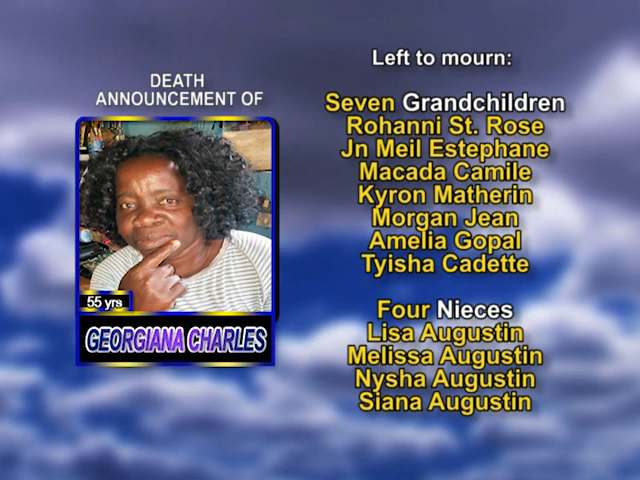 DEATH
ANNOUNCEMENT OF
55 yrs
GEORGIANA CHARLES
Left to mourn:
Seven Grandchildren
Rohanni St. Rose
Jn Meil Estephane
Macada Camile
Kyron Matherin
Morgan Jean
Amelia Gopal
Tyisha Cadette
Four Nieces
Lisa Augustin
Melissa Augustin
Nysha Augustin
Siana Augustin